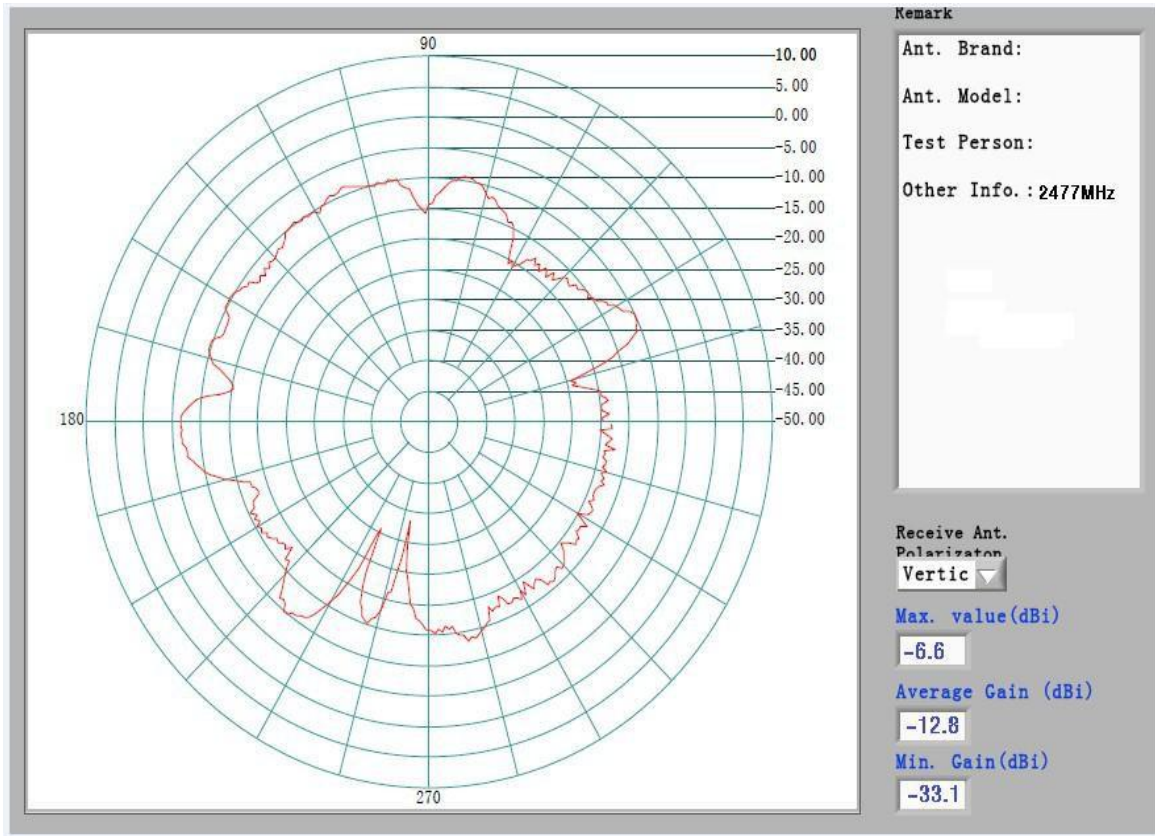 90
10.00
5.00
0.00
-5.00
-10.00
-15.00
-20.00
-25.00
-30.00
-35.00
-40.00
-45.00
-50.00
180
270
Remark
Ant. Brand:
Ant. Model:
Test Person:
Other Info.: 2477MHz
Receive Ant.
Polarizaton
Vertic
Max. value(dBi)
-6.6
Average Gain (dBi)
-12.8
Min. Gain(dBi)
-33.1